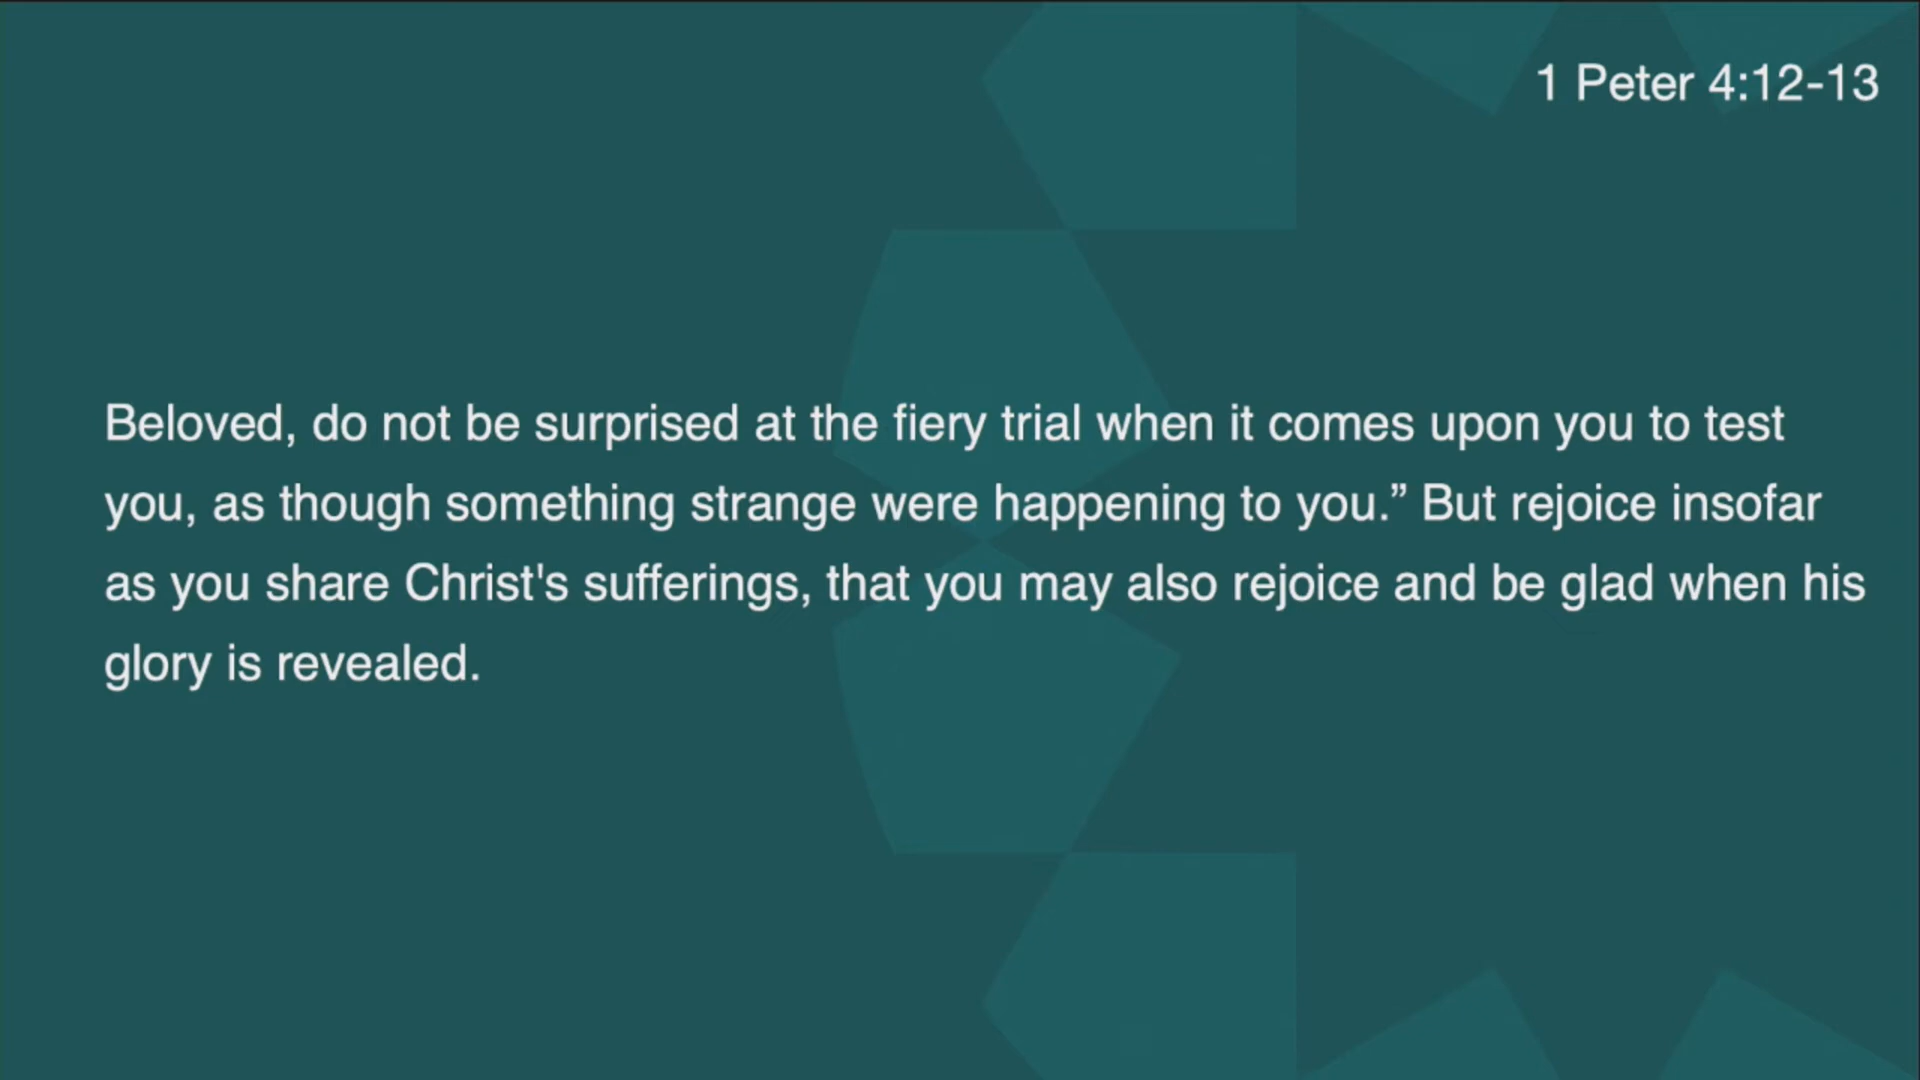 1 Peter 4:12-13
Beloved, do not be surprised at the fiery trial when it comes upon you to test
you, as though something strange were happening to you.” But rejoice insofar
as you share Christ's sufferings, that you may also rejoice and be glad when his
glory is revealed.